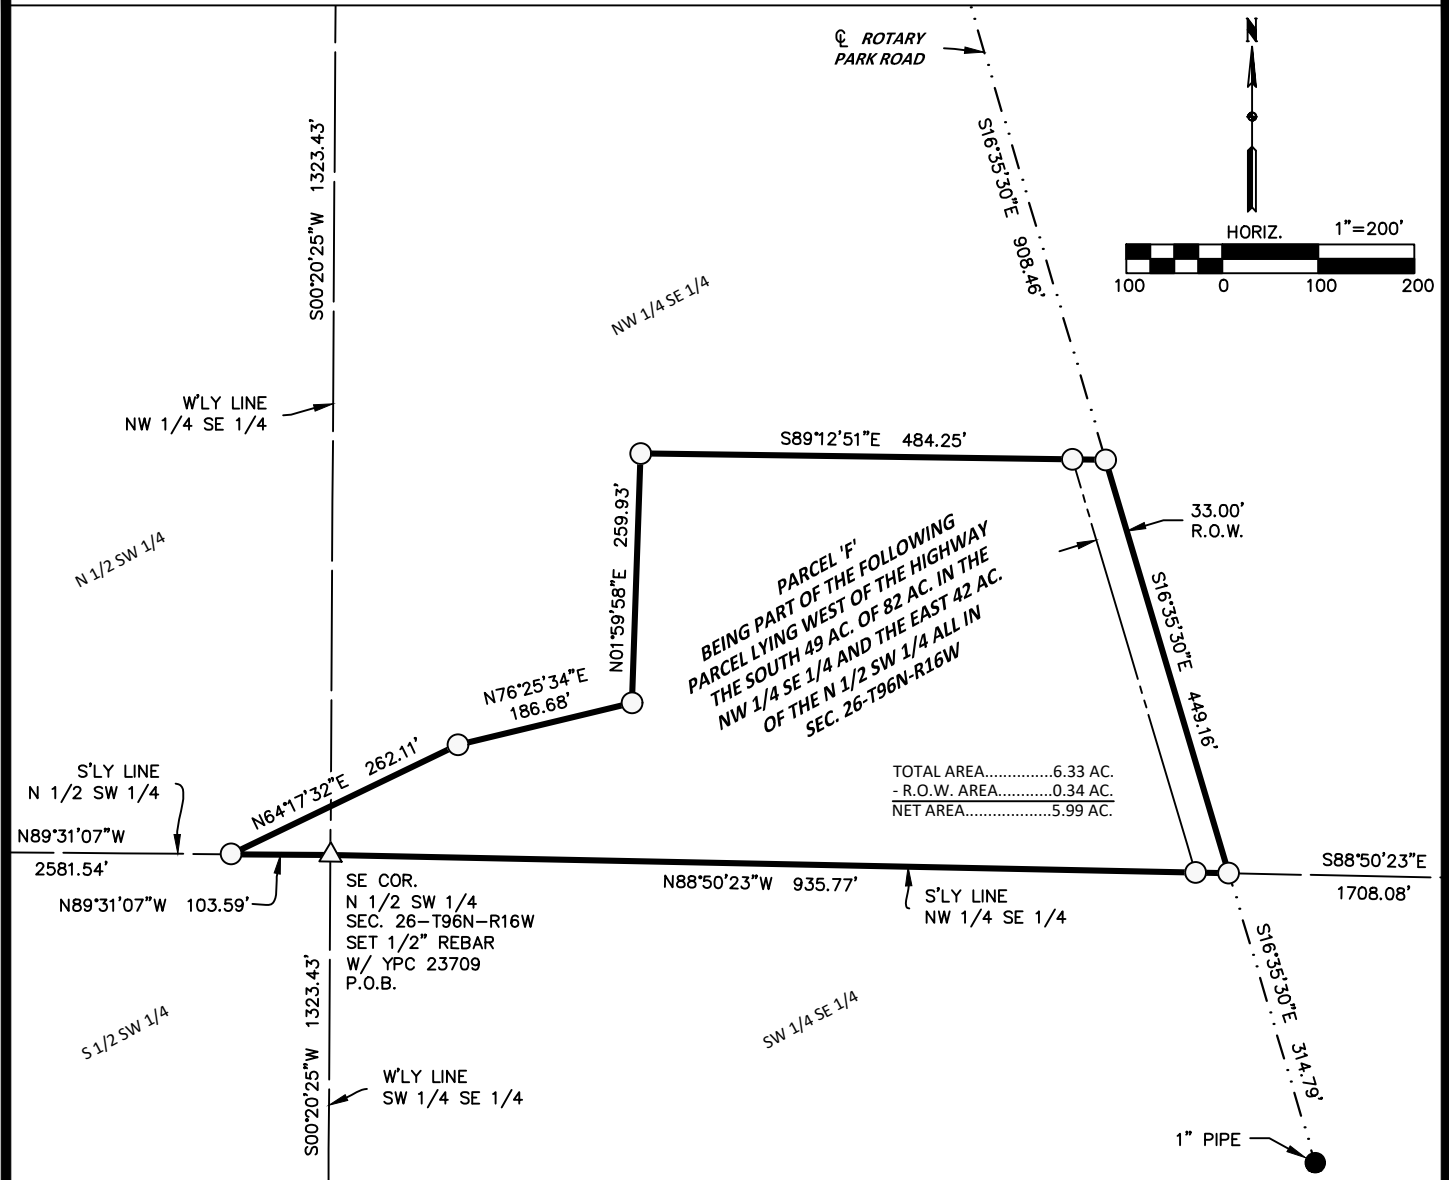 ℄ ROTARY
PARK ROAD
N
HORIZ. 1"=200'
100 0 100 200
S00°20'25"W 1323.43'
S16°35'30"E 908.46'
NW 1/4 SE 1/4
W'LY LINE
NW 1/4 SE 1/4
S89°12'51"E 484.25'
33.00'
R.O.W.
N 1/2 SW 1/4
N01°59'58"E 259.93'
PARCEL 'F'
BEING PART OF THE FOLLOWING
PARCEL LYING WEST OF THE HIGHWAY
THE SOUTH 49 AC. OF 82 AC. IN THE
NW 1/4 SE 1/4 AND THE EAST 42 AC.
OF THE N 1/2 SW 1/4 ALL IN
SEC. 26-T96N-R16W
S16°35'30"E 449.16'
N76°25'34"E
186.68'
N64°17'32"E 262.11'
S'LY LINE
N 1/2 SW 1/4
TOTAL AREA...............6.33 AC.
- R.O.W. AREA............0.34 AC.
NET AREA....................5.99 AC.
N89°31'07"W
2581.54'
N89°31'07"W 103.59'
SE COR.
N 1/2 SW 1/4
SEC. 26-T96N-R16W
SET 1/2" REBAR
W/ YPC 23709
P.O.B.
N88°50'23"W 935.77'
S'LY LINE
NW 1/4 SE 1/4
S88°50'23"E
1708.08'
S16°35'30"E 314.79'
S00°20'25"W 1323.43'
S 1/2 SW 1/4
SW 1/4 SE 1/4
W'LY LINE
SW 1/4 SE 1/4
1" PIPE